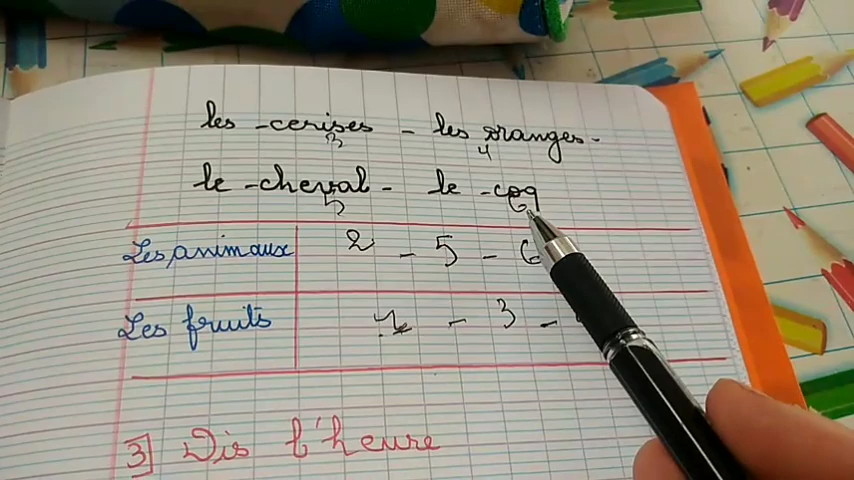 les - cerises - les oranges -
3 4
le - cheval - le - coq
5 6
Les animaux 2 - 5 - 6
Les fruits 1 - 3 -
3] Dis l'heure